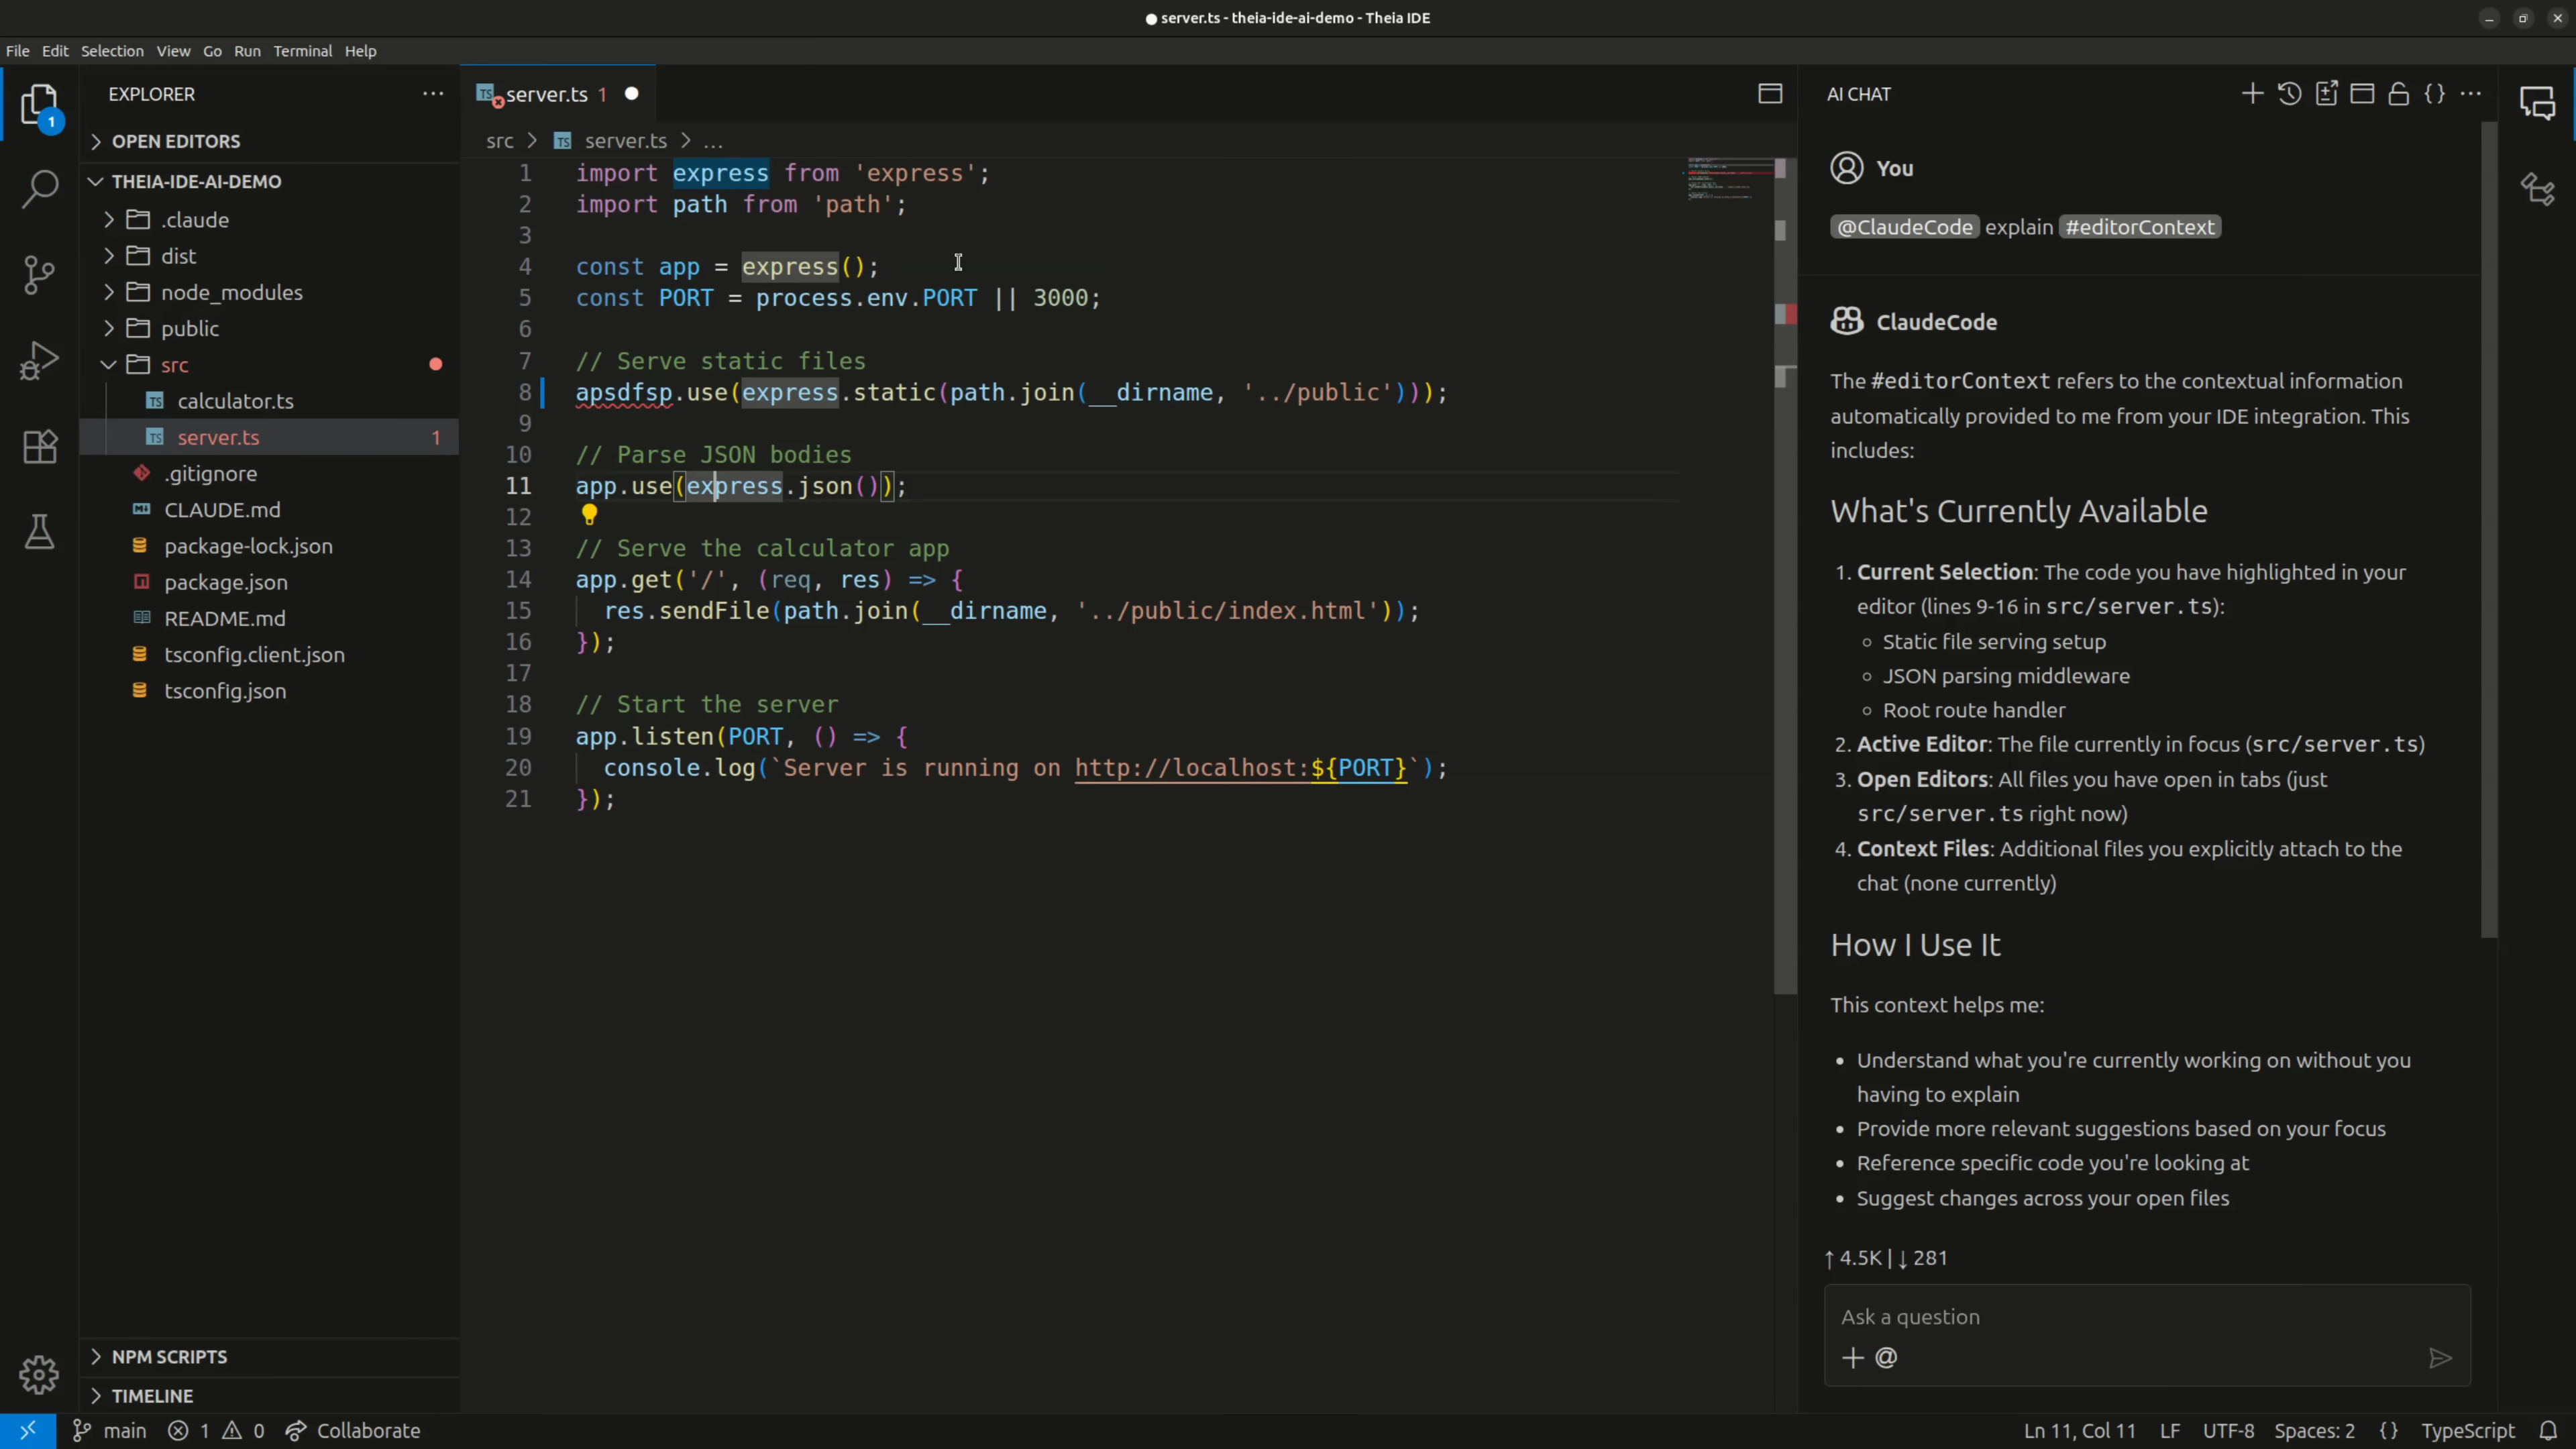 server.ts - theia-ide-ai-demo - Theia IDE
File Edit Selection View Go Run Terminal Help
EXPLORER
1
OPEN EDITORS
THEIA-IDE-AI-DEMO
.claude
dist
node_modules
public
src
TS calculator.ts
TS server.ts 1
.gitignore
CLAUDE.md
package-lock.json
package.json
README.md
tsconfig.client.json
tsconfig.json
NPM SCRIPTS
TIMELINE
TS server.ts 1
src > TS server.ts > ...
1 import express from 'express';
2 import path from 'path';
3
4 const app = express();
5 const PORT = process.env.PORT || 3000;
6
7 // Serve static files
8 apsdfsp.use(express.static(path.join(__dirname, '../public')));
9
10 // Parse JSON bodies
11 app.use(express.json());
12
13 // Serve the calculator app
14 app.get('/', (req, res) => {
15 res.sendFile(path.join(__dirname, '../public/index.html'));
16 });
17
18 // Start the server
19 app.listen(PORT, () => {
20 console.log(`Server is running on http://localhost:${PORT}`);
21 });
AI CHAT
You
@ClaudeCode explain #editorContext
ClaudeCode
The #editorContext refers to the contextual information
automatically provided to me from your IDE integration. This
includes:
What's Currently Available
1. Current Selection: The code you have highlighted in your
editor (lines 9-16 in src/server.ts):
Static file serving setup
JSON parsing middleware
Root route handler
2. Active Editor: The file currently in focus (src/server.ts)
3. Open Editors: All files you have open in tabs (just
src/server.ts right now)
4. Context Files: Additional files you explicitly attach to the
chat (none currently)
How I Use It
This context helps me:
• Understand what you're currently working on without you
having to explain
• Provide more relevant suggestions based on your focus
• Reference specific code you're looking at
• Suggest changes across your open files
↑ 4.5K | ↓ 281
Ask a question
+ @
main 1 0 Collaborate
Ln 11, Col 11 LF UTF-8 Spaces: 2 {} TypeScript